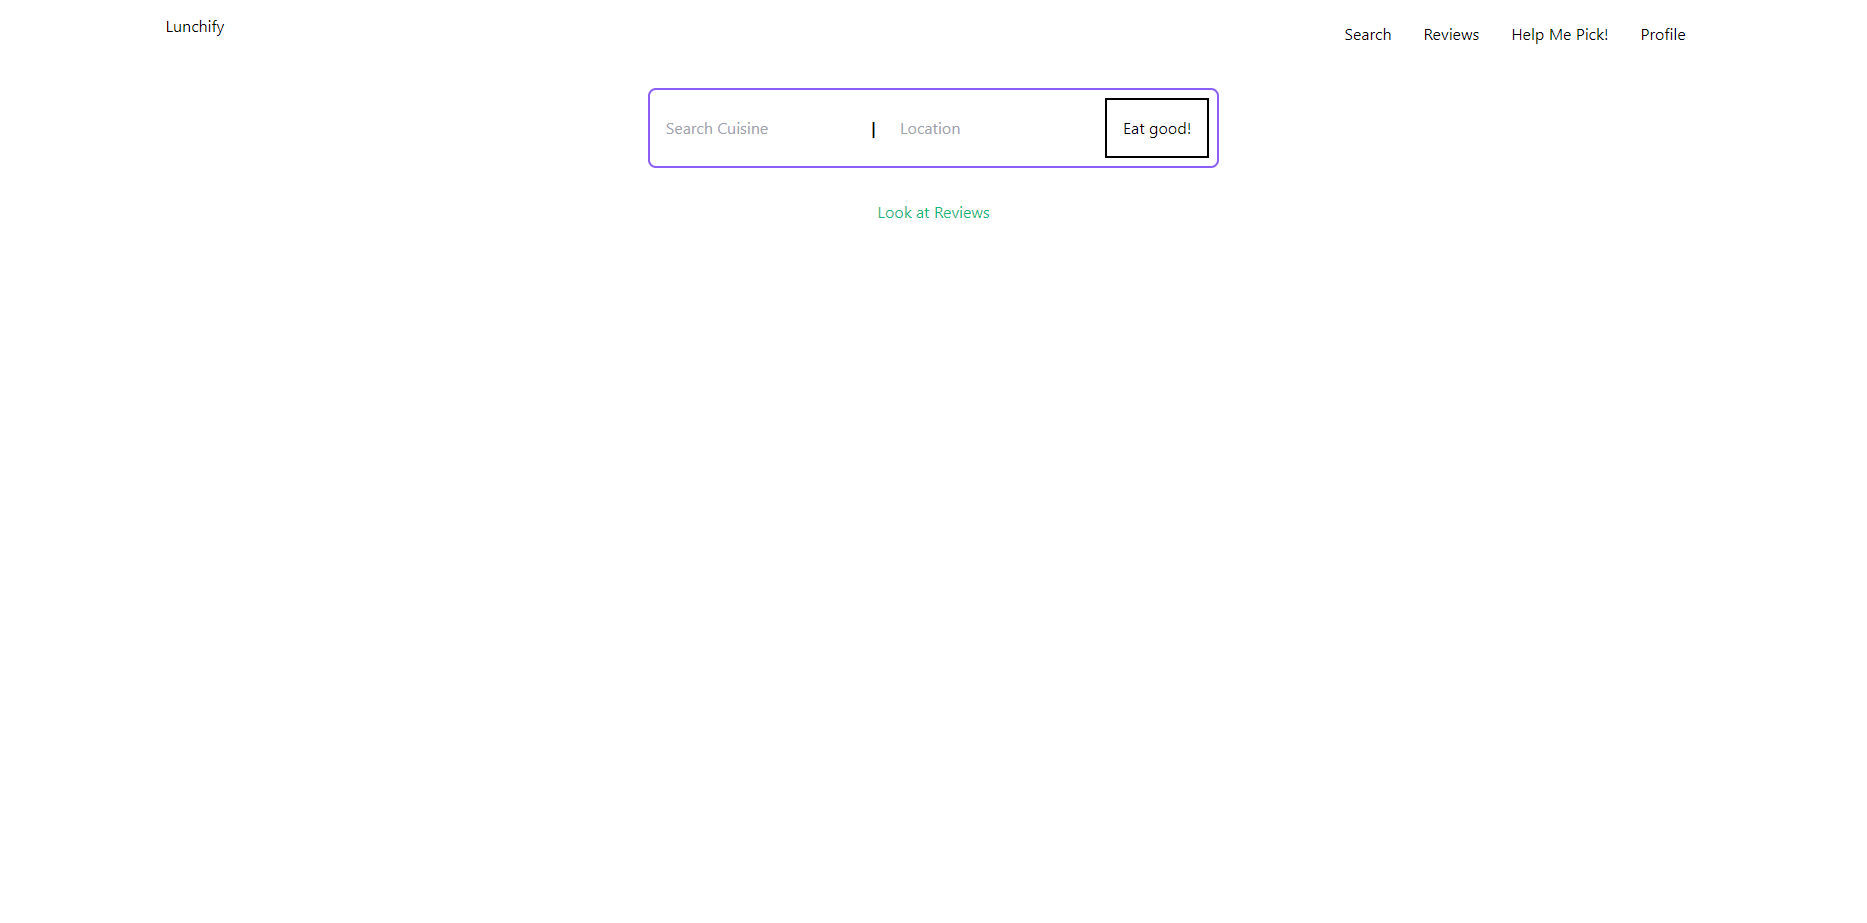 Lunchify
Search Reviews Help Me Pick! Profile
Search Cuisine | Location Eat good!
Look at Reviews